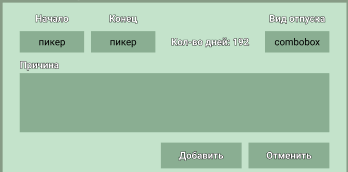 Начало Конец Вид отпуска
пикер пикер Кол-во дней: 192 combobox
Причина
Добавить Отменить